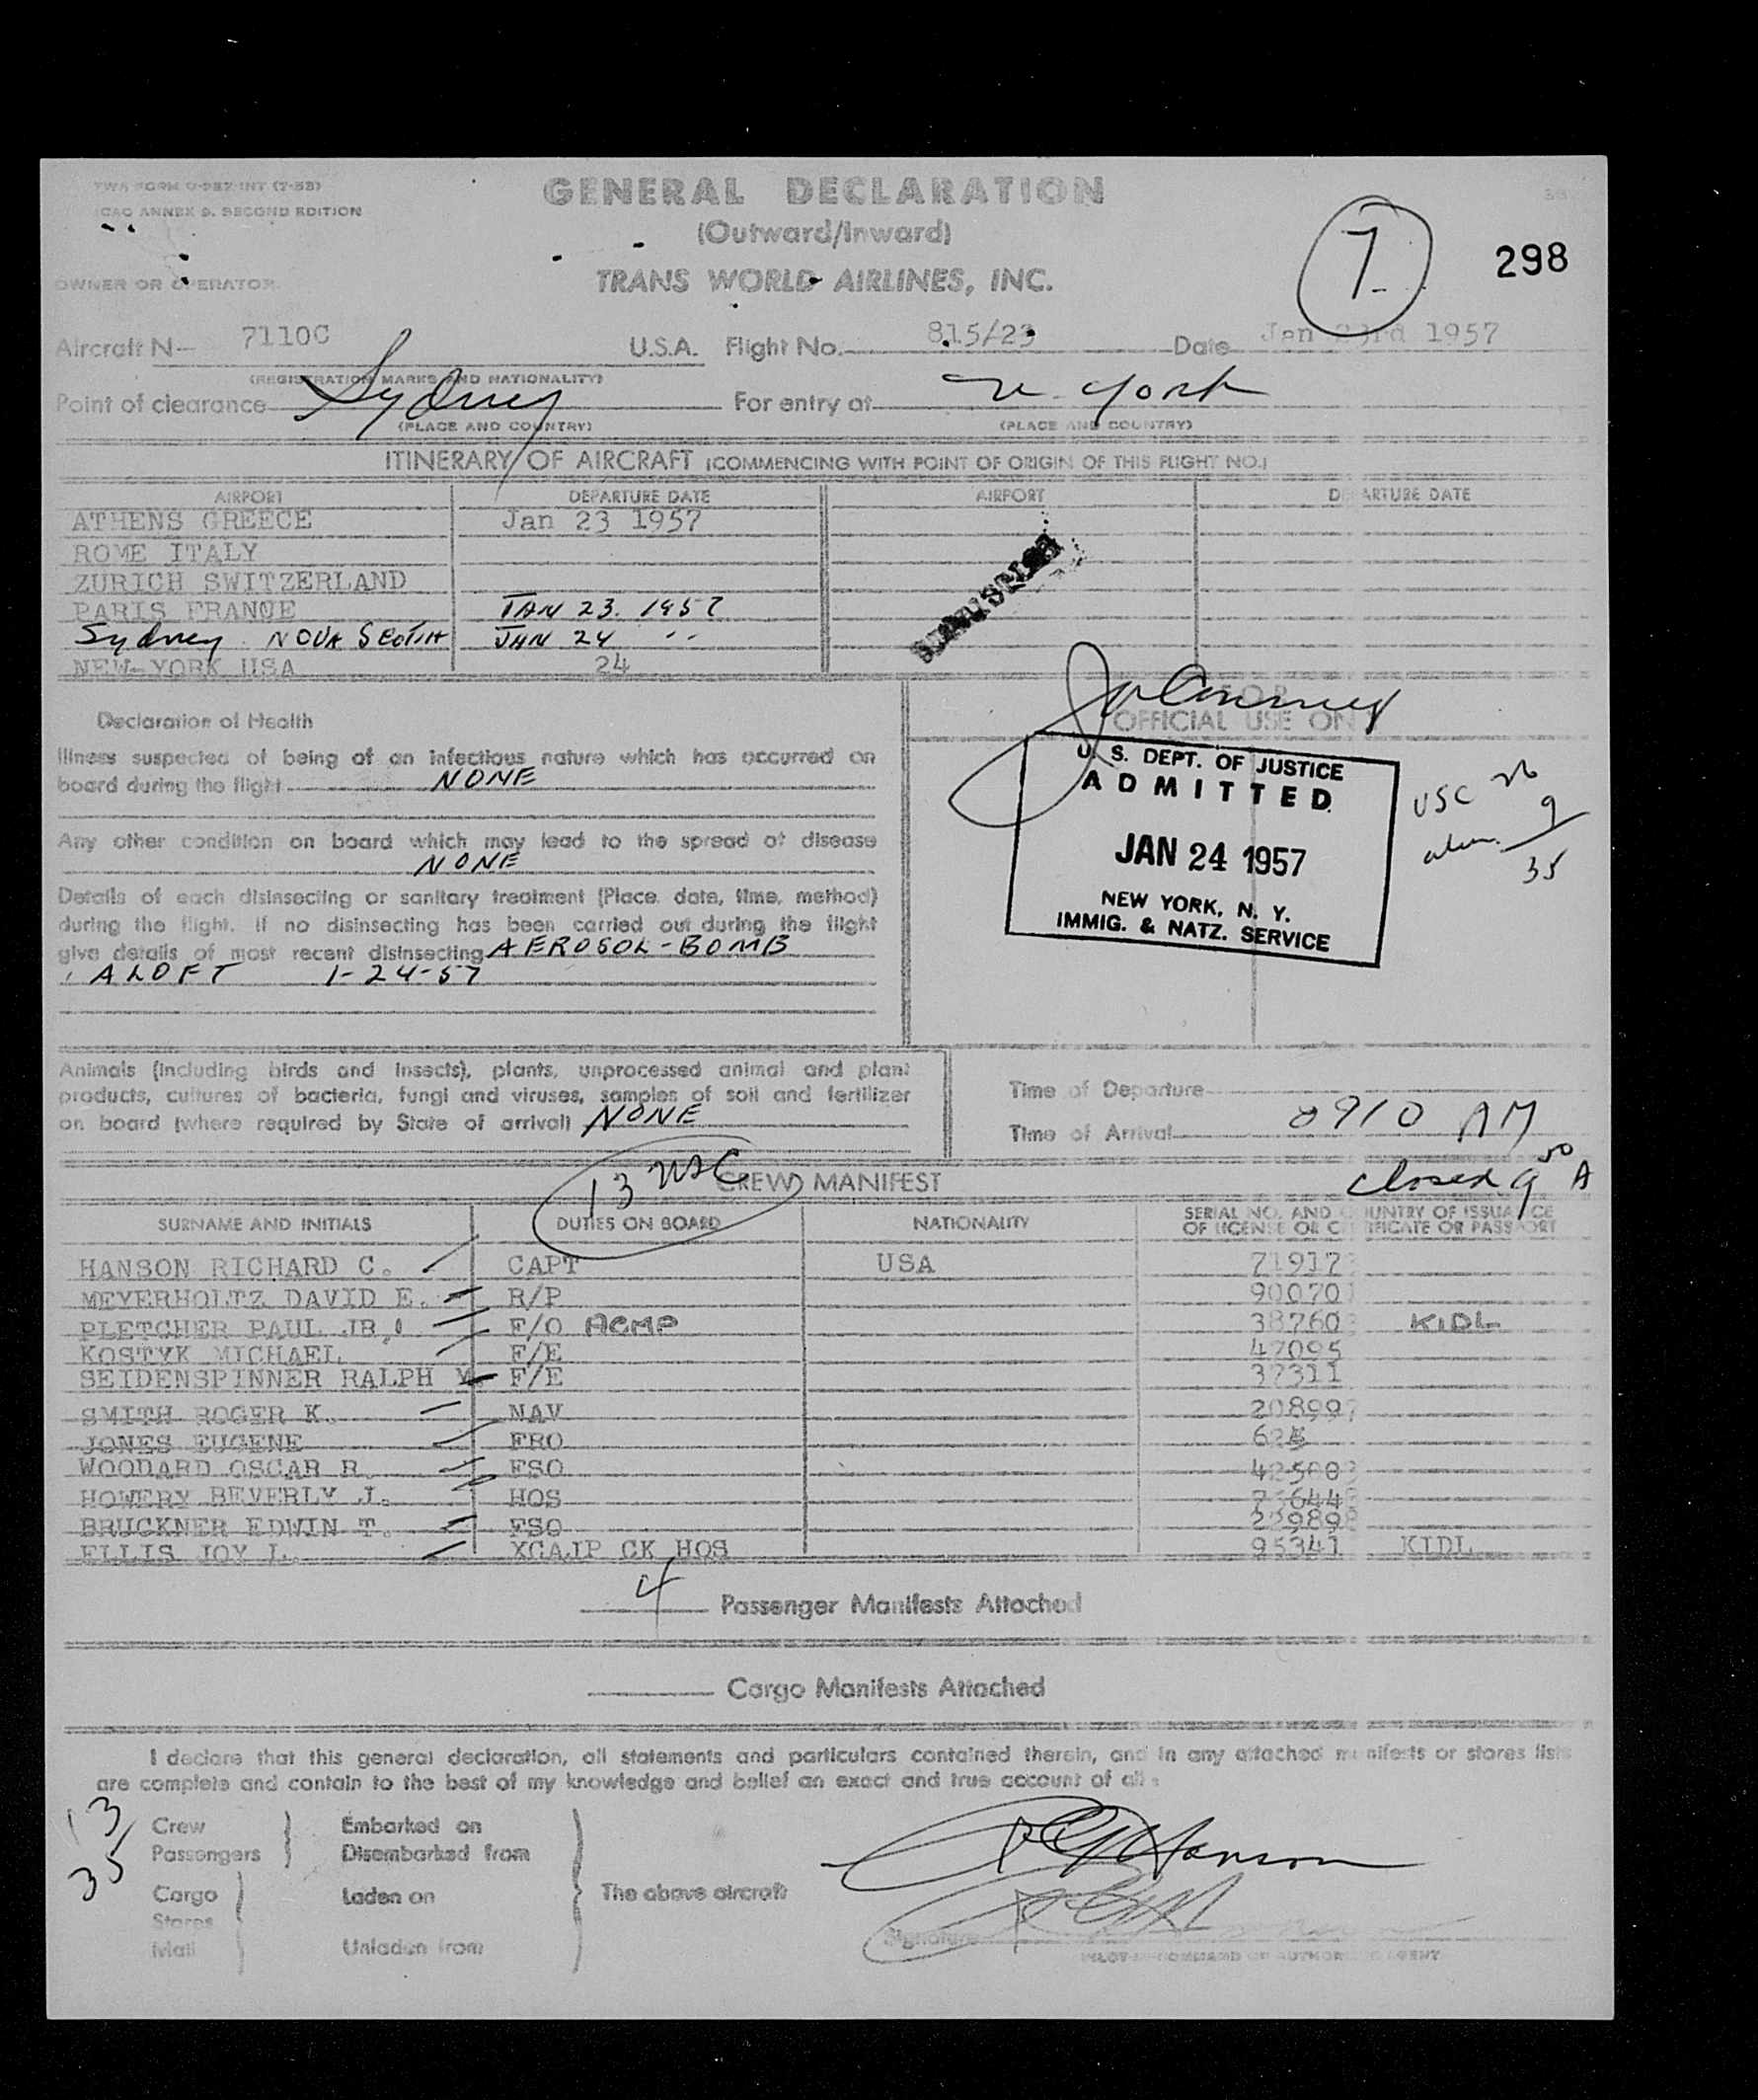 TWA FORM O-982-INT (7-53)
ICAO ANNEX 9, SECOND EDITION
GENERAL DECLARATION
(Outward/Inward)
7
298
OWNER OR OPERATOR
TRANS WORLD AIRLINES, INC.
Aircraft N— 7110C U.S.A. Flight No. 815/23 Date Jan 23rd 1957
(REGISTRATION MARKS AND NATIONALITY)
Point of clearance Sydney For entry at N. York
(PLACE AND COUNTRY) (PLACE AND COUNTRY)
ITINERARY OF AIRCRAFT (COMMENCING WITH POINT OF ORIGIN OF THIS FLIGHT NO.)
AIRPORT DEPARTURE DATE AIRPORT DEPARTURE DATE
ATHENS GREECE Jan 23 1957
ROME ITALY
ZURICH SWITZERLAND
PARIS FRANCE JAN 23. 1957
Sydney NOVA SCOTIA JAN 24 ''
NEW-YORK USA 24
Declaration of Health
FOR
OFFICIAL USE ON
Illness suspected of being of an infectious nature which has occurred on
board during the flight NONE
Any other condition on board which may lead to the spread of disease
NONE
Details of each disinsecting or sanitary treatment (Place, date, time, method)
during the flight. If no disinsecting has been carried out during the flight
give details of most recent disinsecting AEROSOL-BOMB
ALOFT 1-24-57
U. S. DEPT. OF JUSTICE
ADMITTED
JAN 24 1957
NEW YORK, N. Y.
IMMIG. & NATZ. SERVICE
USC 26
alien 9
35
Animals (including birds and insects), plants, unprocessed animal and plant
products, cultures of bacteria, fungi and viruses, samples of soil and fertilizer
on board (where required by State of arrival) NONE
Time of Departure
Time of Arrival 0910 AM
closed 9 50 A
13 USC
CREW MANIFEST
SURNAME AND INITIALS DUTIES ON BOARD NATIONALITY SERIAL NO. AND COUNTRY OF ISSUANCE
OF LICENSE OR CERTIFICATE OR PASSPORT
HANSON RICHARD C. CAPT USA 71917
MEYERHOLTZ DAVID E. R/P 90070
PLETCHER PAUL JR. F/O ACMP 38760 KIDL
KOSTYK MICHAEL F/E 47095
SEIDENSPINNER RALPH M. F/E 37311
SMITH ROGER K. NAV 208997
JONES EUGENE FRO
WOODARD OSCAR R. FSO
HOWERY BEVERLY J. HOS
BRUCKNER EDWIN T. FSO
ELLIS JOY L. XCAJP CK HOS 95341 KIDL
4 Passenger Manifests Attached
Cargo Manifests Attached
I declare that this general declaration, all statements and particulars contained therein, and in any attached manifests or stores lists
are complete and contain to the best of my knowledge and belief an exact and true account of all:
13 Crew Embarked on
35 Passengers Disembarked from
Cargo Laden on The above aircraft
Stores
Mail Unladen from
R C Hanson
Signature
PILOT-IN-COMMAND OR AUTHORIZED AGENT